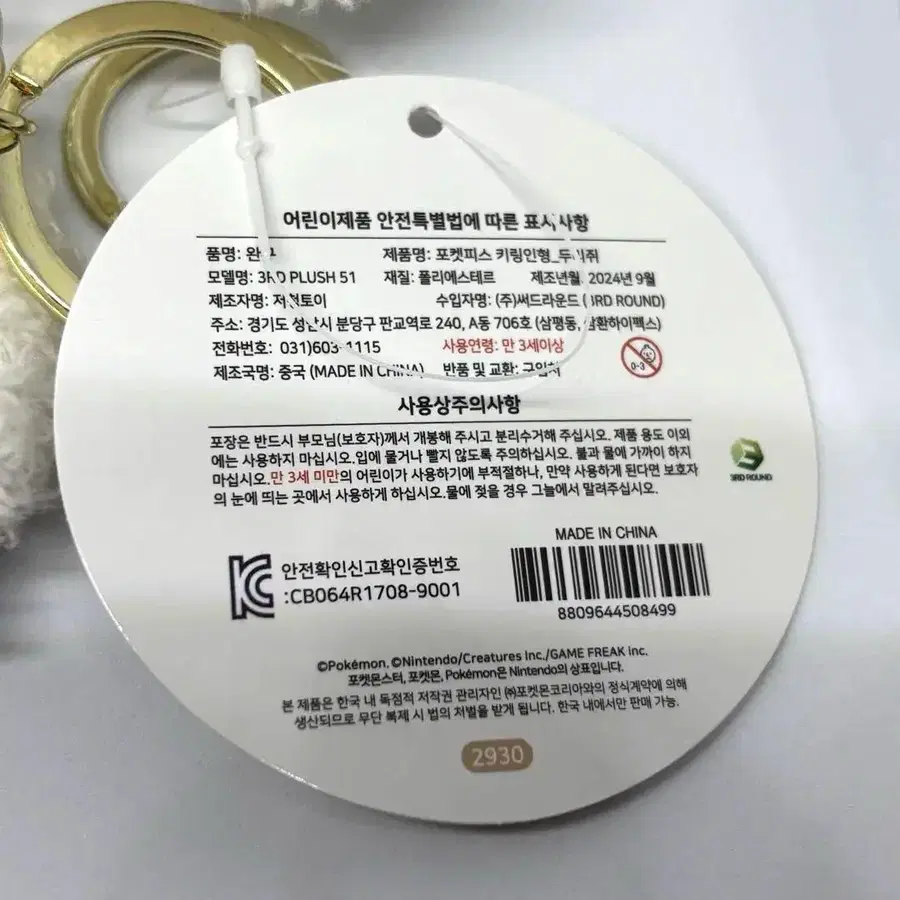 어린이제품 안전특별법에 따른 표시사항
품명: 완구 제품명: 포켓피스 키링인형_두리쥐
모델명: 3RD PLUSH 51 재질: 폴리에스테르 제조년월: 2024년 9월
제조자명: 수입자명: (주)써드라운드 (3RD ROUND)
주소: 경기도 성남시 분당구 판교역로 240, A동 706호 (삼평동, 삼환하이펙스)
전화번호: 031)603-1115 사용연령: 만 3세이상
0-3
제조국명: 중국 (MADE IN CHINA) 반품 및 교환: 구입처
사용상주의사항
포장은 반드시 부모님(보호자)께서 개봉해 주시고 분리수거해 주십시오. 제품 용도 이외
에는 사용하지 마십시오.입에 물거나 빨지 않도록 주의하십시오. 불과 물에 가까이 하지
마십시오.만 3세 미만의 어린이가 사용하기에 부적절하나, 만약 사용하게 된다면 보호자
의 눈에 띄는 곳에서 사용하게 하십시오.물에 젖을 경우 그늘에서 말려주십시오.
3RD ROUND
MADE IN CHINA
KC 안전확인신고확인증번호
:CB064R1708-9001
8809644508499
©Pokémon. ©Nintendo/Creatures Inc./GAME FREAK inc.
포켓몬스터, 포켓몬, Pokémon은 Nintendo의 상표입니다.
본 제품은 한국 내 독점적 저작권 관리자인 ㈜포켓몬코리아와의 정식계약에 의해
생산되므로 무단 복제 시 법의 처벌을 받게 됩니다. 한국 내에서만 판매 가능.
2930